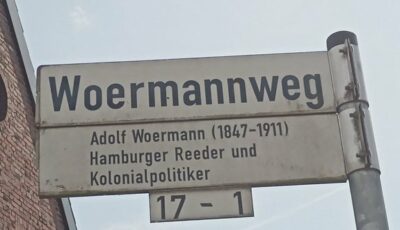 Woermannweg
Adolf Woermann (1847-1911)
Hamburger Reeder und
Kolonialpolitiker
17 - 1